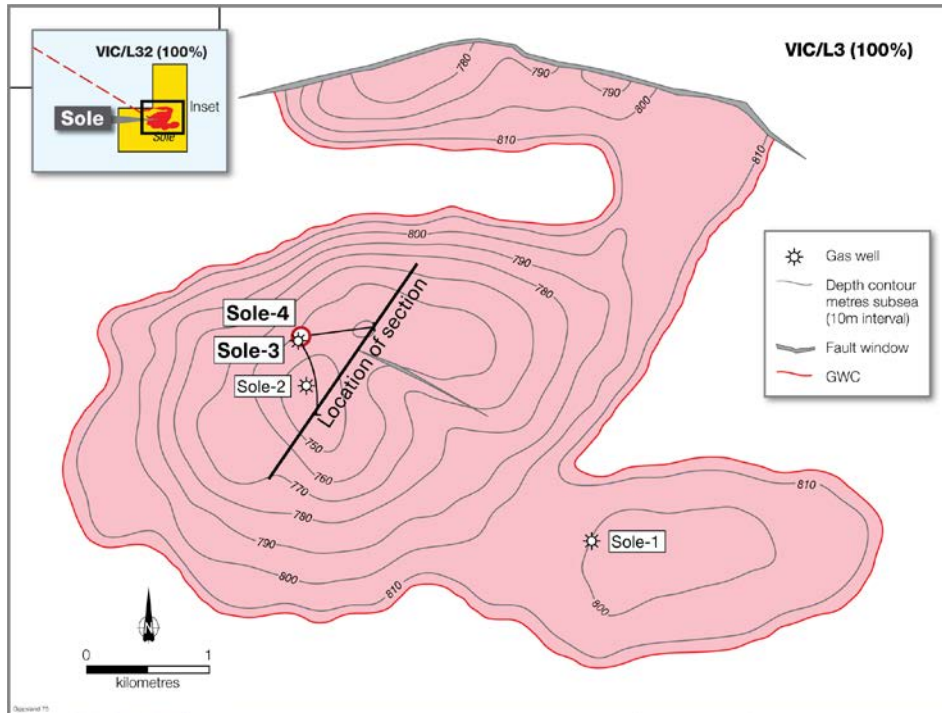 VIC/L32 (100%)
Inset
Sole
Sole
VIC/L3 (100%)
780
790
790
800
810
810
800
790
780
Sole-4
Sole-3
Sole-2
Location of section
750
760
770
780
790
800
810
810
Sole-1
800
Gas well
Depth contour
metres subsea
(10m interval)
Fault window
GWC
N
0
1
kilometres